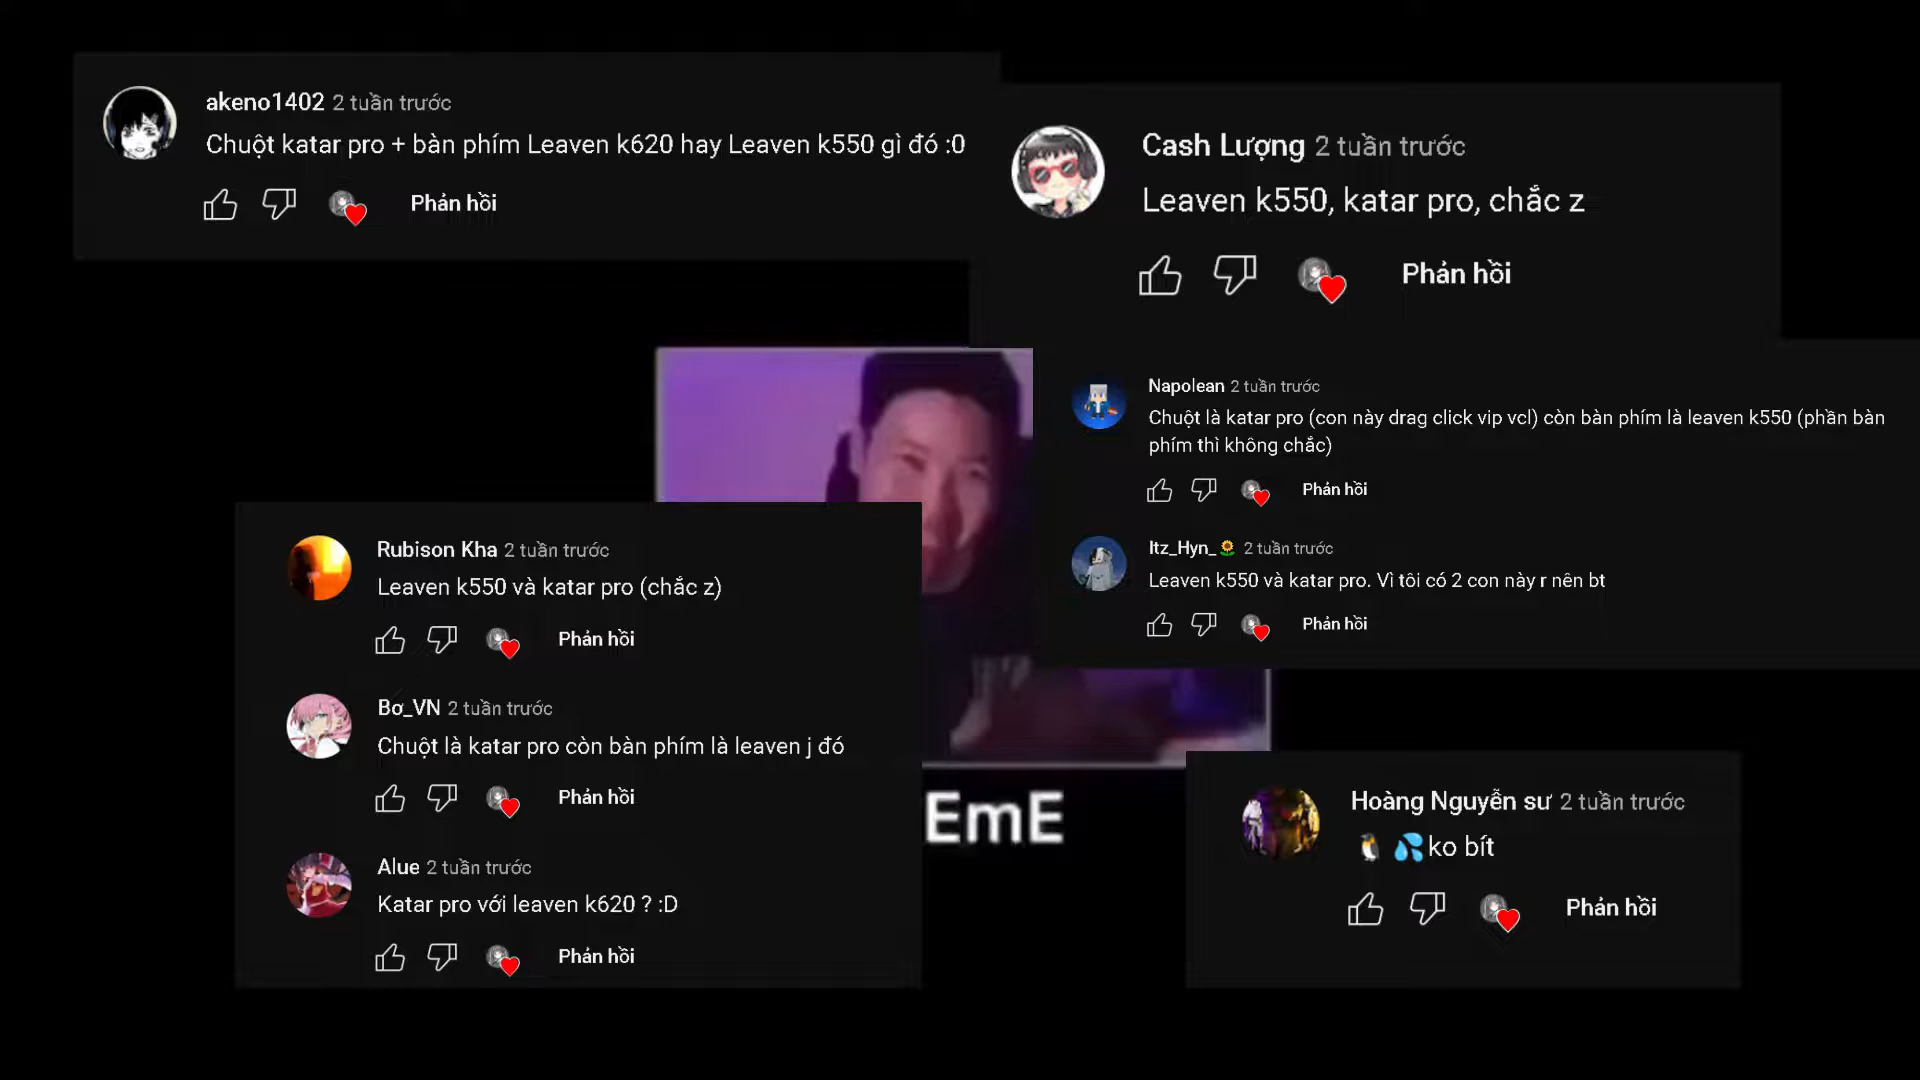 akeno1402 2 tuần trước
Chuột katar pro + bàn phím Leaven k620 hay Leaven k550 gì đó :0
Phản hồi
Cash Lượng 2 tuần trước
Leaven k550, katar pro, chắc z
Phản hồi
Napolean 2 tuần trước
Chuột là katar pro (con này drag click vip vcl) còn bàn phím là leaven k550 (phần bàn
phím thì không chắc)
Phản hồi
Itz_Hyn_🌻 2 tuần trước
Leaven k550 và katar pro. Vì tôi có 2 con này r nên bt
Phản hồi
Rubison Kha 2 tuần trước
Leaven k550 và katar pro (chắc z)
Phản hồi
Bơ_VN 2 tuần trước
Chuột là katar pro còn bàn phím là leaven j đó
Phản hồi
Alue 2 tuần trước
Katar pro với leaven k620 ? :D
Phản hồi
EmE
Hoàng Nguyễn sư 2 tuần trước
🐧 💦ko bít
Phản hồi